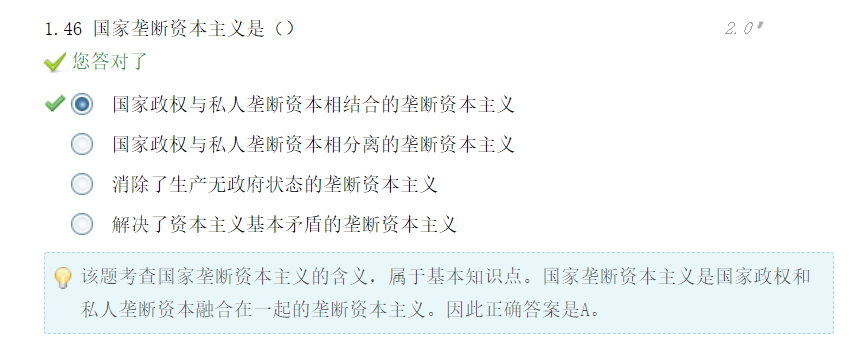 1.46 国家垄断资本主义是（） 2.0
您答对了
国家政权与私人垄断资本相结合的垄断资本主义
国家政权与私人垄断资本相分离的垄断资本主义
消除了生产无政府状态的垄断资本主义
解决了资本主义基本矛盾的垄断资本主义
该题考查国家垄断资本主义的含义，属于基本知识点。国家垄断资本主义是国家政权和
私人垄断资本融合在一起的垄断资本主义。因此正确答案是A。